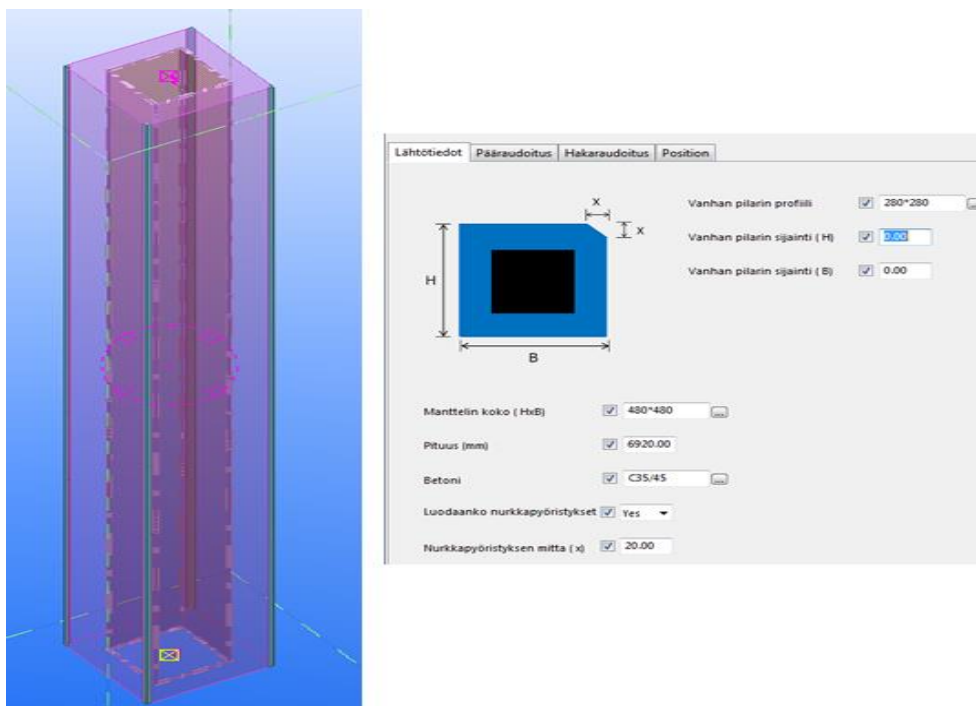 Lähtötiedot Pääraudoitus Hakaraudoitus Position
x
x
H
B
Vanhan pilarin profiili 280*280 ...
Vanhan pilarin sijainti ( H) 0.00
Vanhan pilarin sijainti ( B) 0.00
Manttelin koko ( HxB) 480*480 ...
Pituus (mm) 6920.00
Betoni C35/45 ...
Luodaanko nurkkapyöristykset Yes
Nurkkapyöristyksen mitta ( x) 20.00